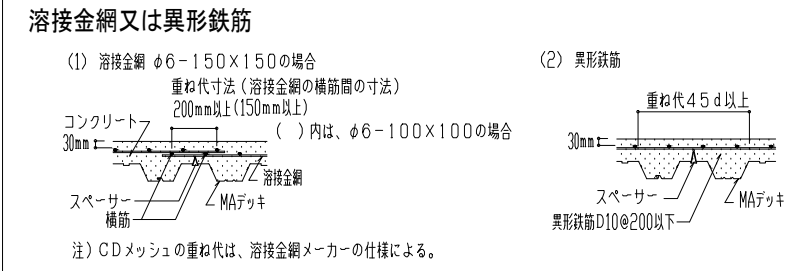 溶接金網又は異形鉄筋
(1) 溶接金網 φ6-150×150の場合
重ね代寸法(溶接金網の横筋間の寸法)
200mm以上(150mm以上)
( )内は、φ6-100×100の場合
コンクリート
30mm
溶接金網
スペーサー
MAデッキ
横筋
注)CDメッシュの重ね代は、溶接金網メーカーの仕様による。
(2) 異形鉄筋
重ね代45d以上
30mm
スペーサー
MAデッキ
異形鉄筋D10@200以下